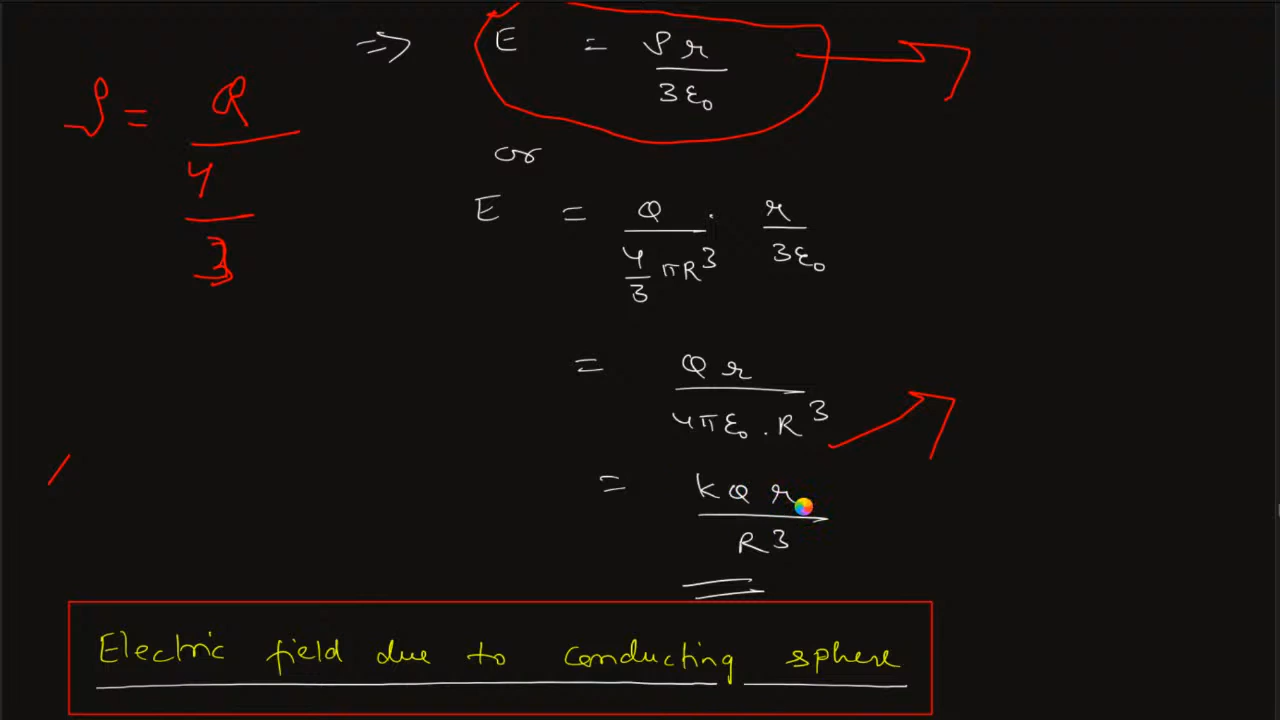 ⇒ E = ρr / 3ε₀
ρ = Q / 4/3
or
E = Q / (4/3 πR³) · r / 3ε₀
= Qr / 4πε₀.R³
= kQr / R³
Electric field due to conducting sphere